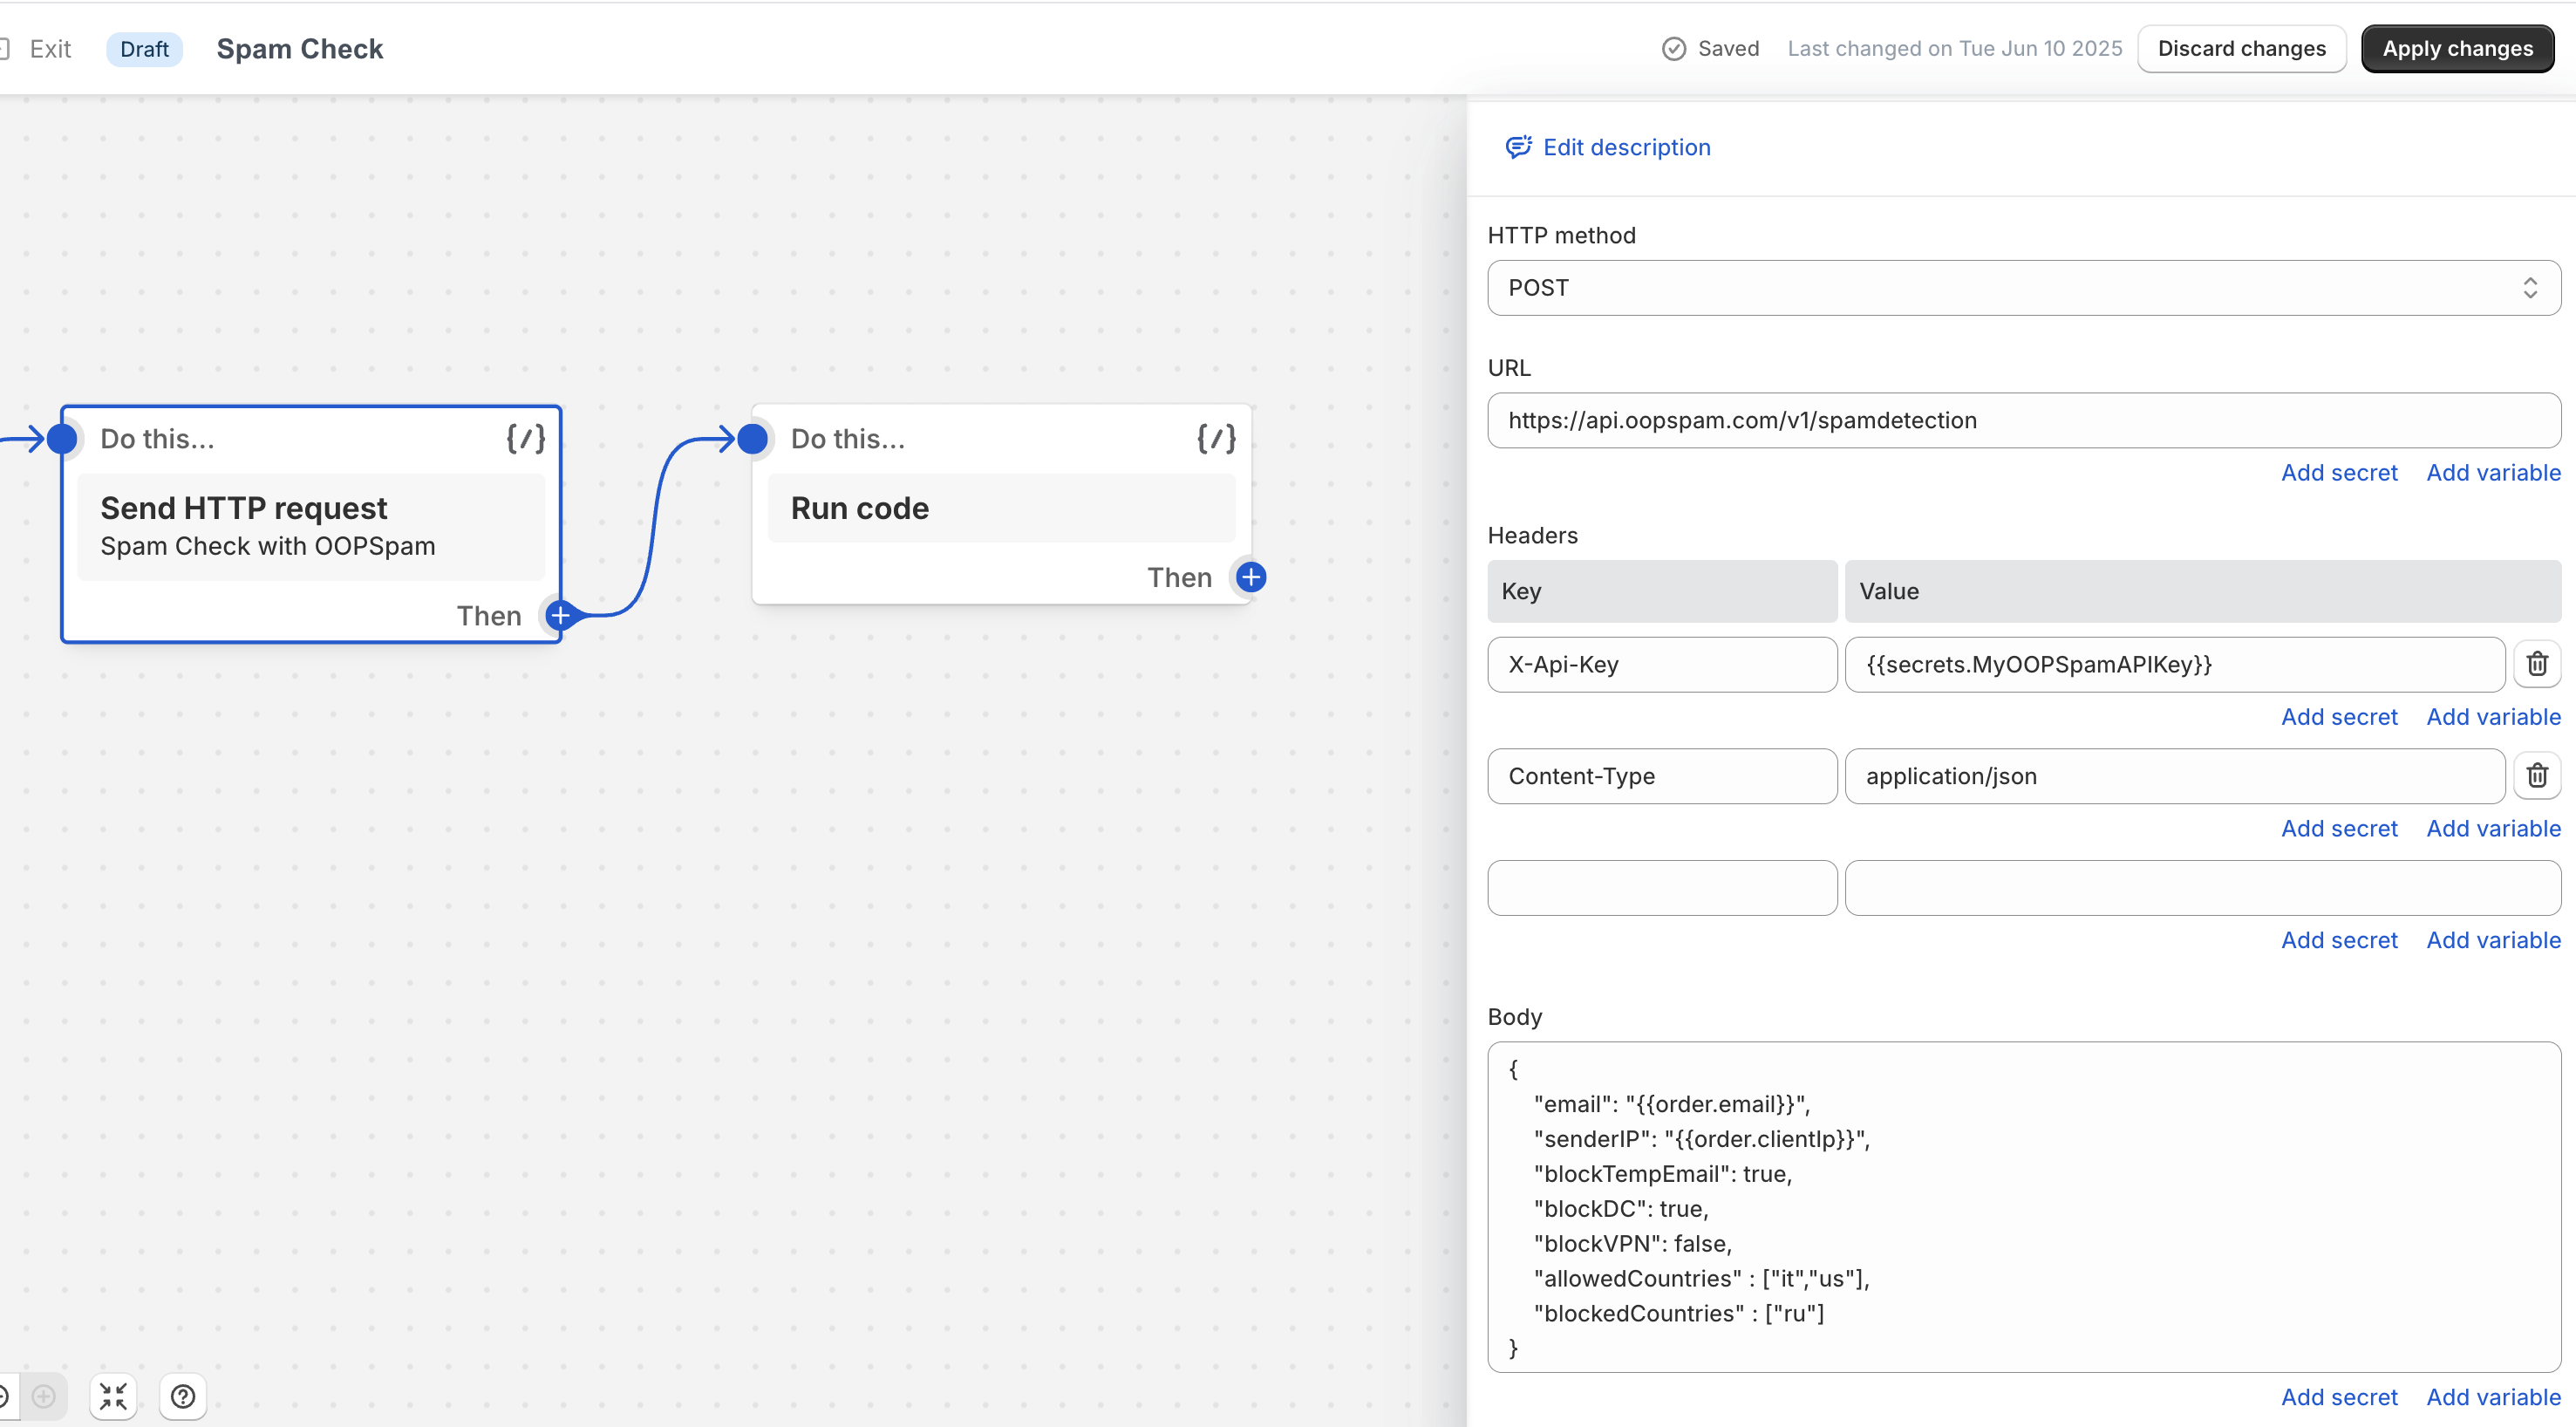 Exit
Draft
Spam Check
Saved
Last changed on Tue Jun 10 2025
Discard changes
Apply changes
Do this...
{/}
Send HTTP request
Spam Check with OOPSpam
Then
Do this...
{/}
Run code
Then
Edit description
HTTP method
POST
URL
https://api.oopspam.com/v1/spamdetection
Add secret Add variable
Headers
Key Value
X-Api-Key {{secrets.MyOOPSpamAPIKey}}
Add secret Add variable
Content-Type application/json
Add secret Add variable
Add secret Add variable
Body
{
"email": "{{order.email}}",
"senderIP": "{{order.clientIp}}",
"blockTempEmail": true,
"blockDC": true,
"blockVPN": false,
"allowedCountries" : ["it","us"],
"blockedCountries" : ["ru"]
}
Add secret Add variable